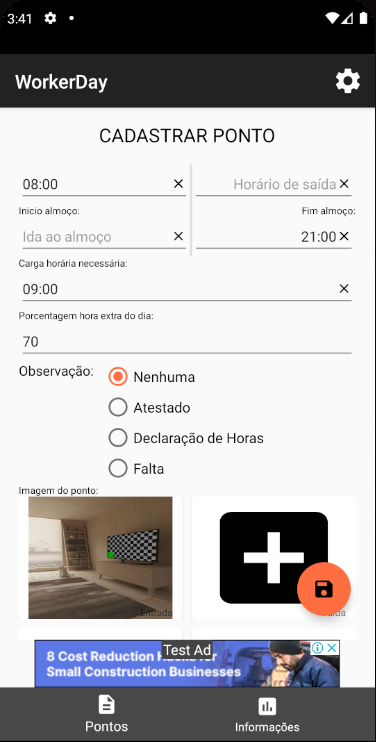 3:41
WorkerDay
CADASTRAR PONTO
08:00
Horário de saída
Inicio almoço:
Fim almoço:
Ida ao almoço
21:00
Carga horária necessária:
09:00
Porcentagem hora extra do dia:
70
Observação:
Nenhuma
Atestado
Declaração de Horas
Falta
Imagem do ponto:
Entrada
Test Ad
8 Cost Reduction Hacks for
Small Construction Businesses
Pontos
Informações